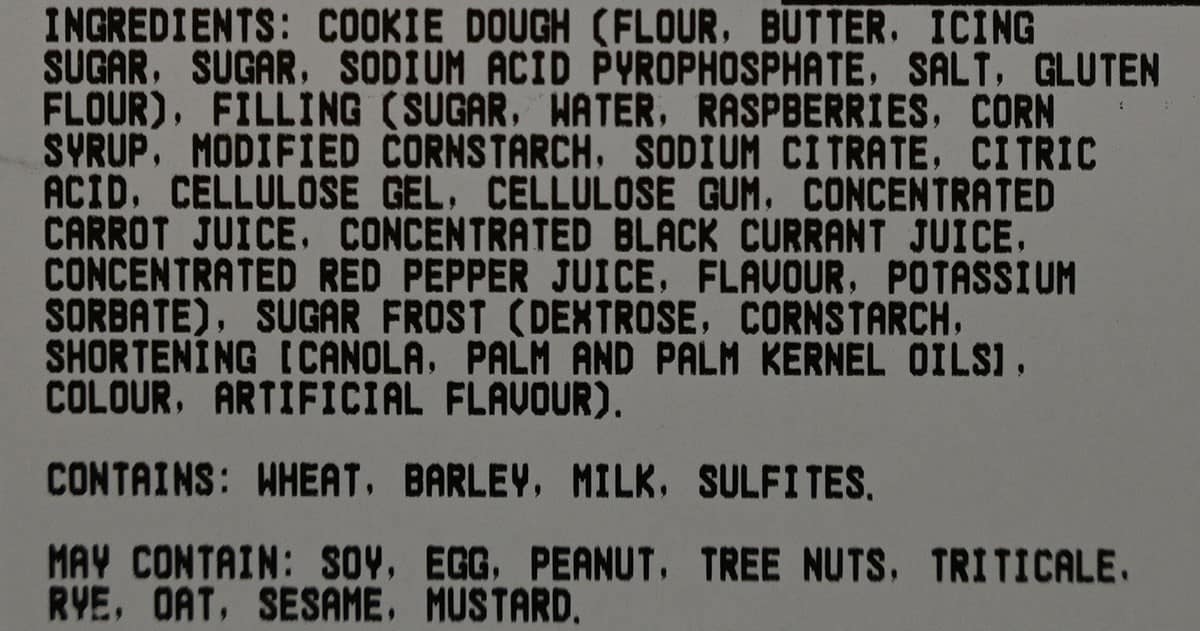 INGREDIENTS: COOKIE DOUGH (FLOUR, BUTTER, ICING
SUGAR, SUGAR, SODIUM ACID PYROPHOSPHATE, SALT, GLUTEN
FLOUR), FILLING (SUGAR, WATER, RASPBERRIES, CORN
SYRUP, MODIFIED CORNSTARCH, SODIUM CITRATE, CITRIC
ACID, CELLULOSE GEL, CELLULOSE GUM, CONCENTRATED
CARROT JUICE, CONCENTRATED BLACK CURRANT JUICE,
CONCENTRATED RED PEPPER JUICE, FLAVOUR, POTASSIUM
SORBATE), SUGAR FROST (DEXTROSE, CORNSTARCH,
SHORTENING [CANOLA, PALM AND PALM KERNEL OILS],
COLOUR, ARTIFICIAL FLAVOUR).
CONTAINS: WHEAT, BARLEY, MILK, SULFITES.
MAY CONTAIN: SOY, EGG, PEANUT, TREE NUTS, TRITICALE,
RYE, OAT, SESAME, MUSTARD.